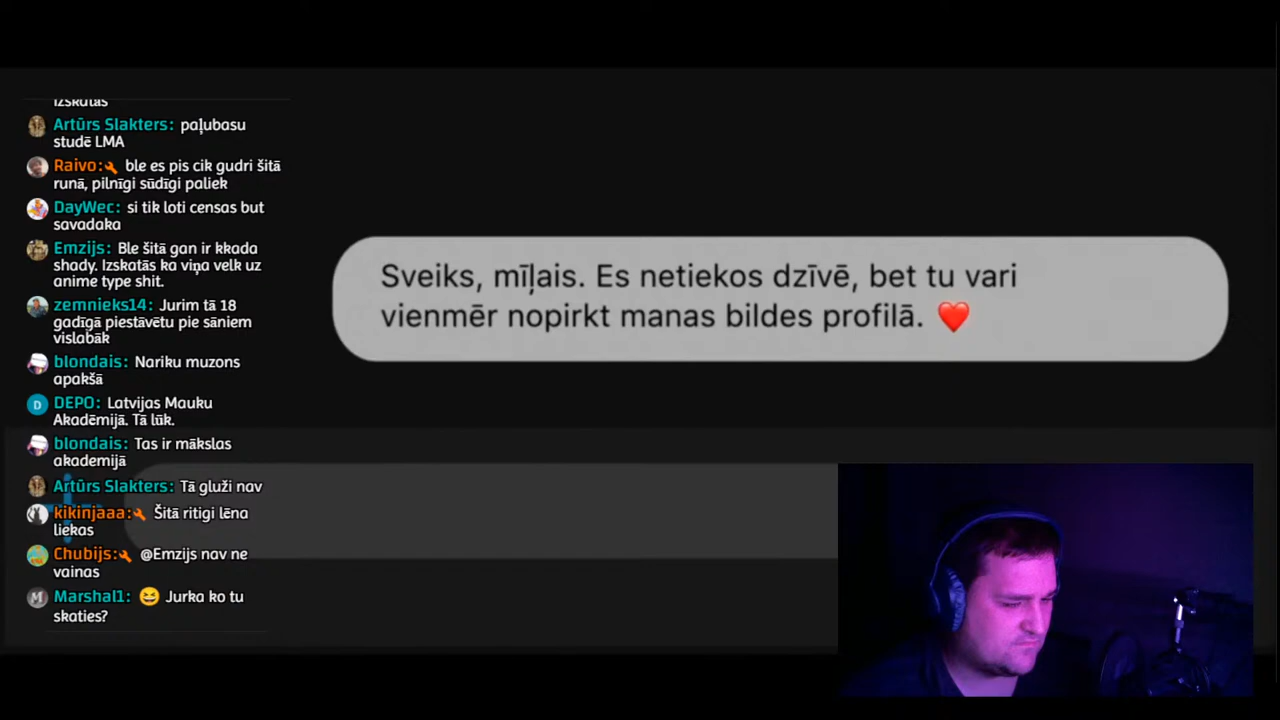 izskatās
Artūrs Slakters: paļubasu
studē LMA
Raivo: ble es pis cik gudri šitā
runā, pilnīgi sūdīgi paliek
DayWec: si tik loti censas but
savadaka
Emzijs: Ble šitā gan ir kkada
shady. Izskatās ka viņa velk uz
anime type shit.
zemnieks14: Jurim tā 18
gadīgā piestāvētu pie sāniem
vislabāk
blondais: Nariku muzons
apakšā
DEPO: Latvijas Mauku
Akadēmijā. Tā lūk.
blondais: Tas ir mākslas
akademijā
Artūrs Slakters: Tā gluži nav
kikinjaaa: Šitā ritigi lēna
liekas
Chubijs: @Emzijs nav ne
vainas
Marshal1: 😆 Jurka ko tu
skaties?
Sveiks, mīļais. Es netiekos dzīvē, bet tu vari
vienmēr nopirkt manas bildes profilā. ❤️